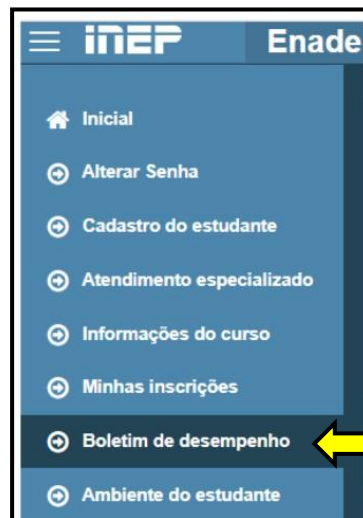 inep Enade
Inicial
Alterar Senha
Cadastro do estudante
Atendimento especializado
Informações do curso
Minhas inscrições
Boletim de desempenho
Ambiente do estudante